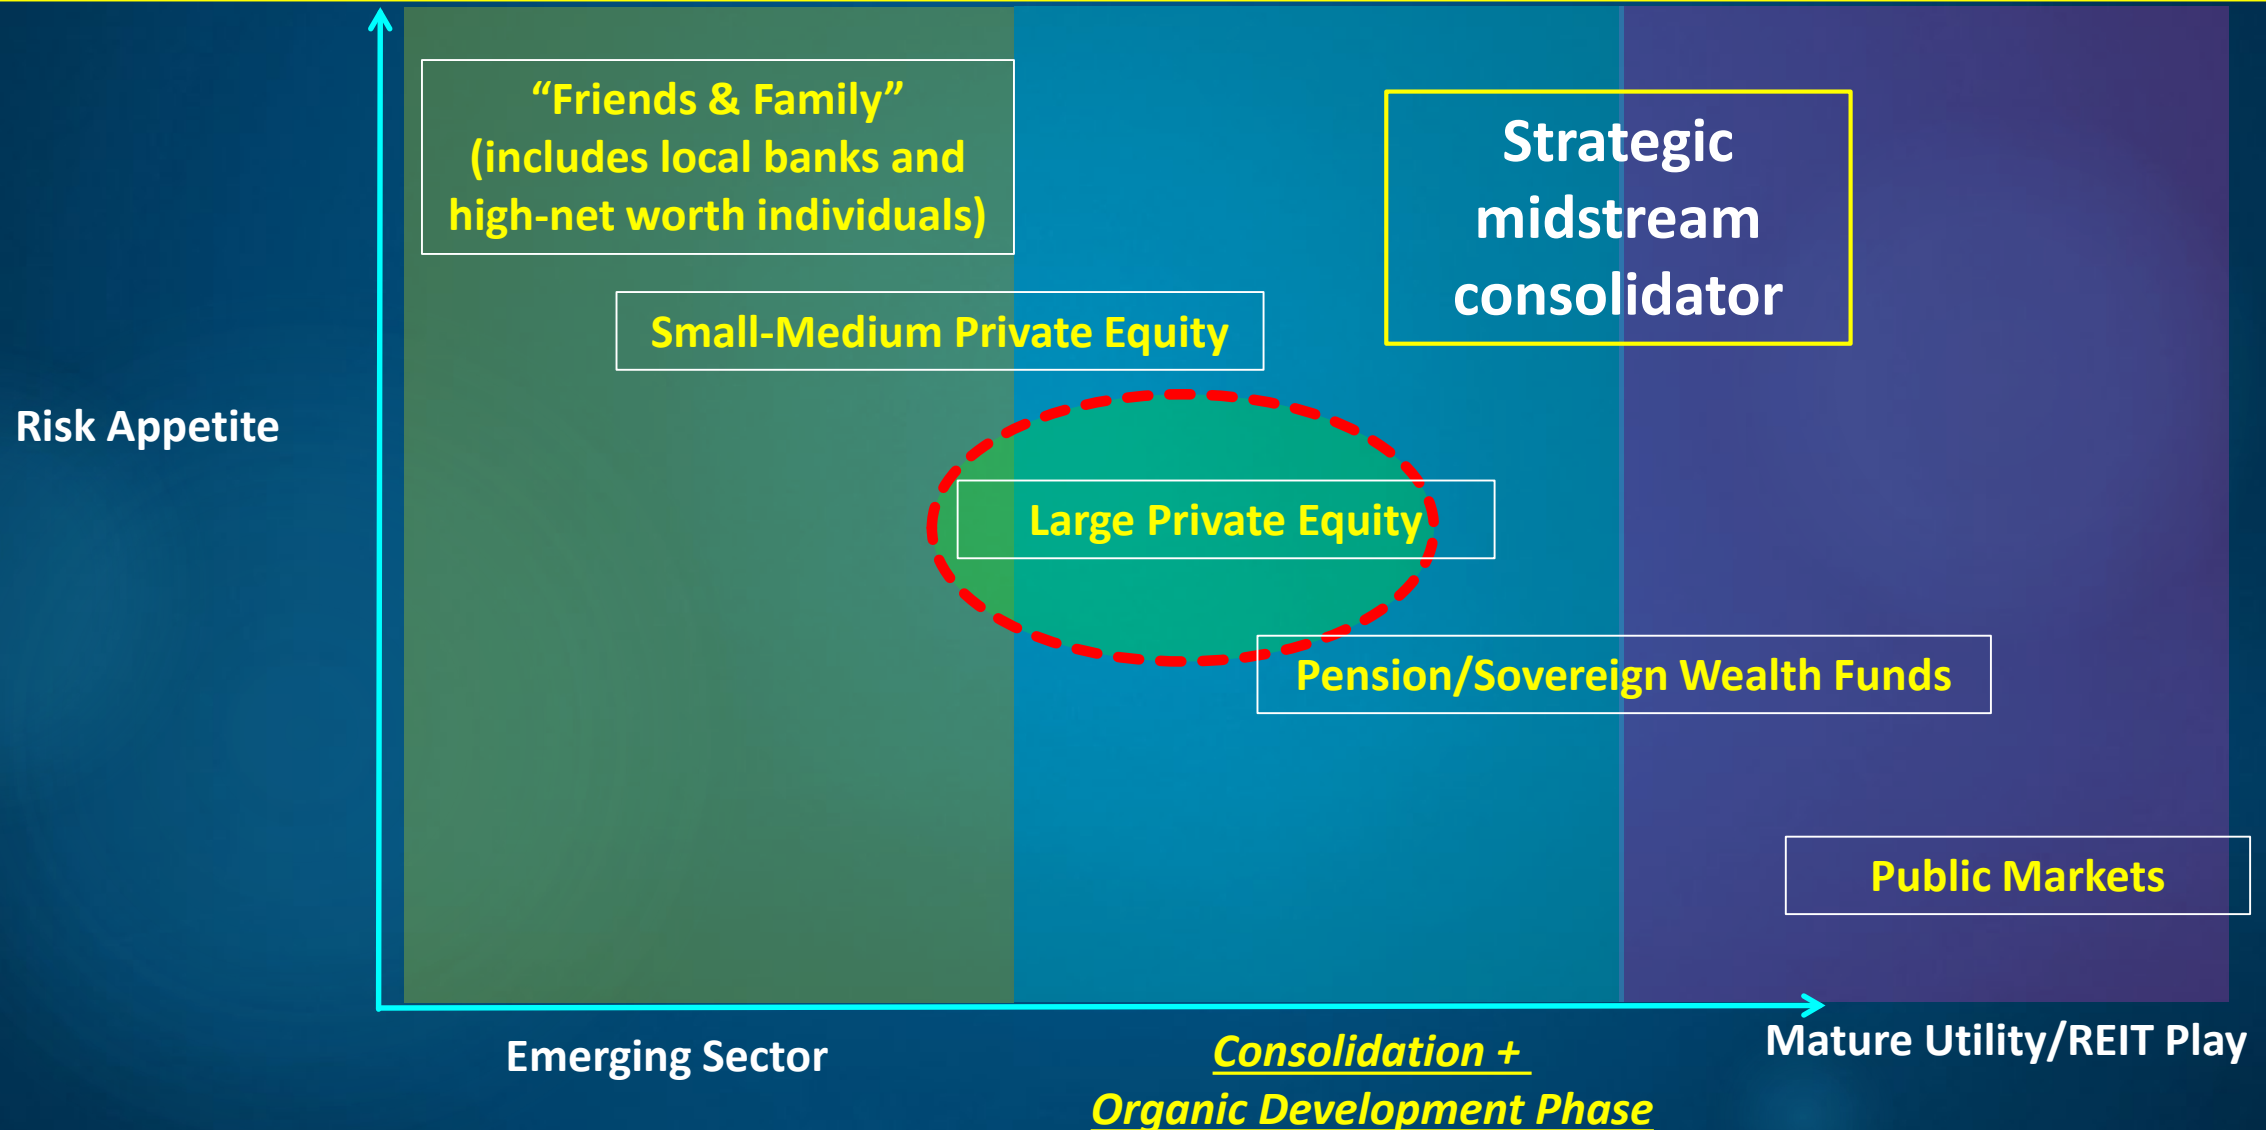 “Friends & Family”
(includes local banks and
high-net worth individuals)
Strategic
midstream
consolidator
Small-Medium Private Equity
Risk Appetite
Large Private Equity
Pension/Sovereign Wealth Funds
Public Markets
Emerging Sector
Consolidation +
Organic Development Phase
Mature Utility/REIT Play